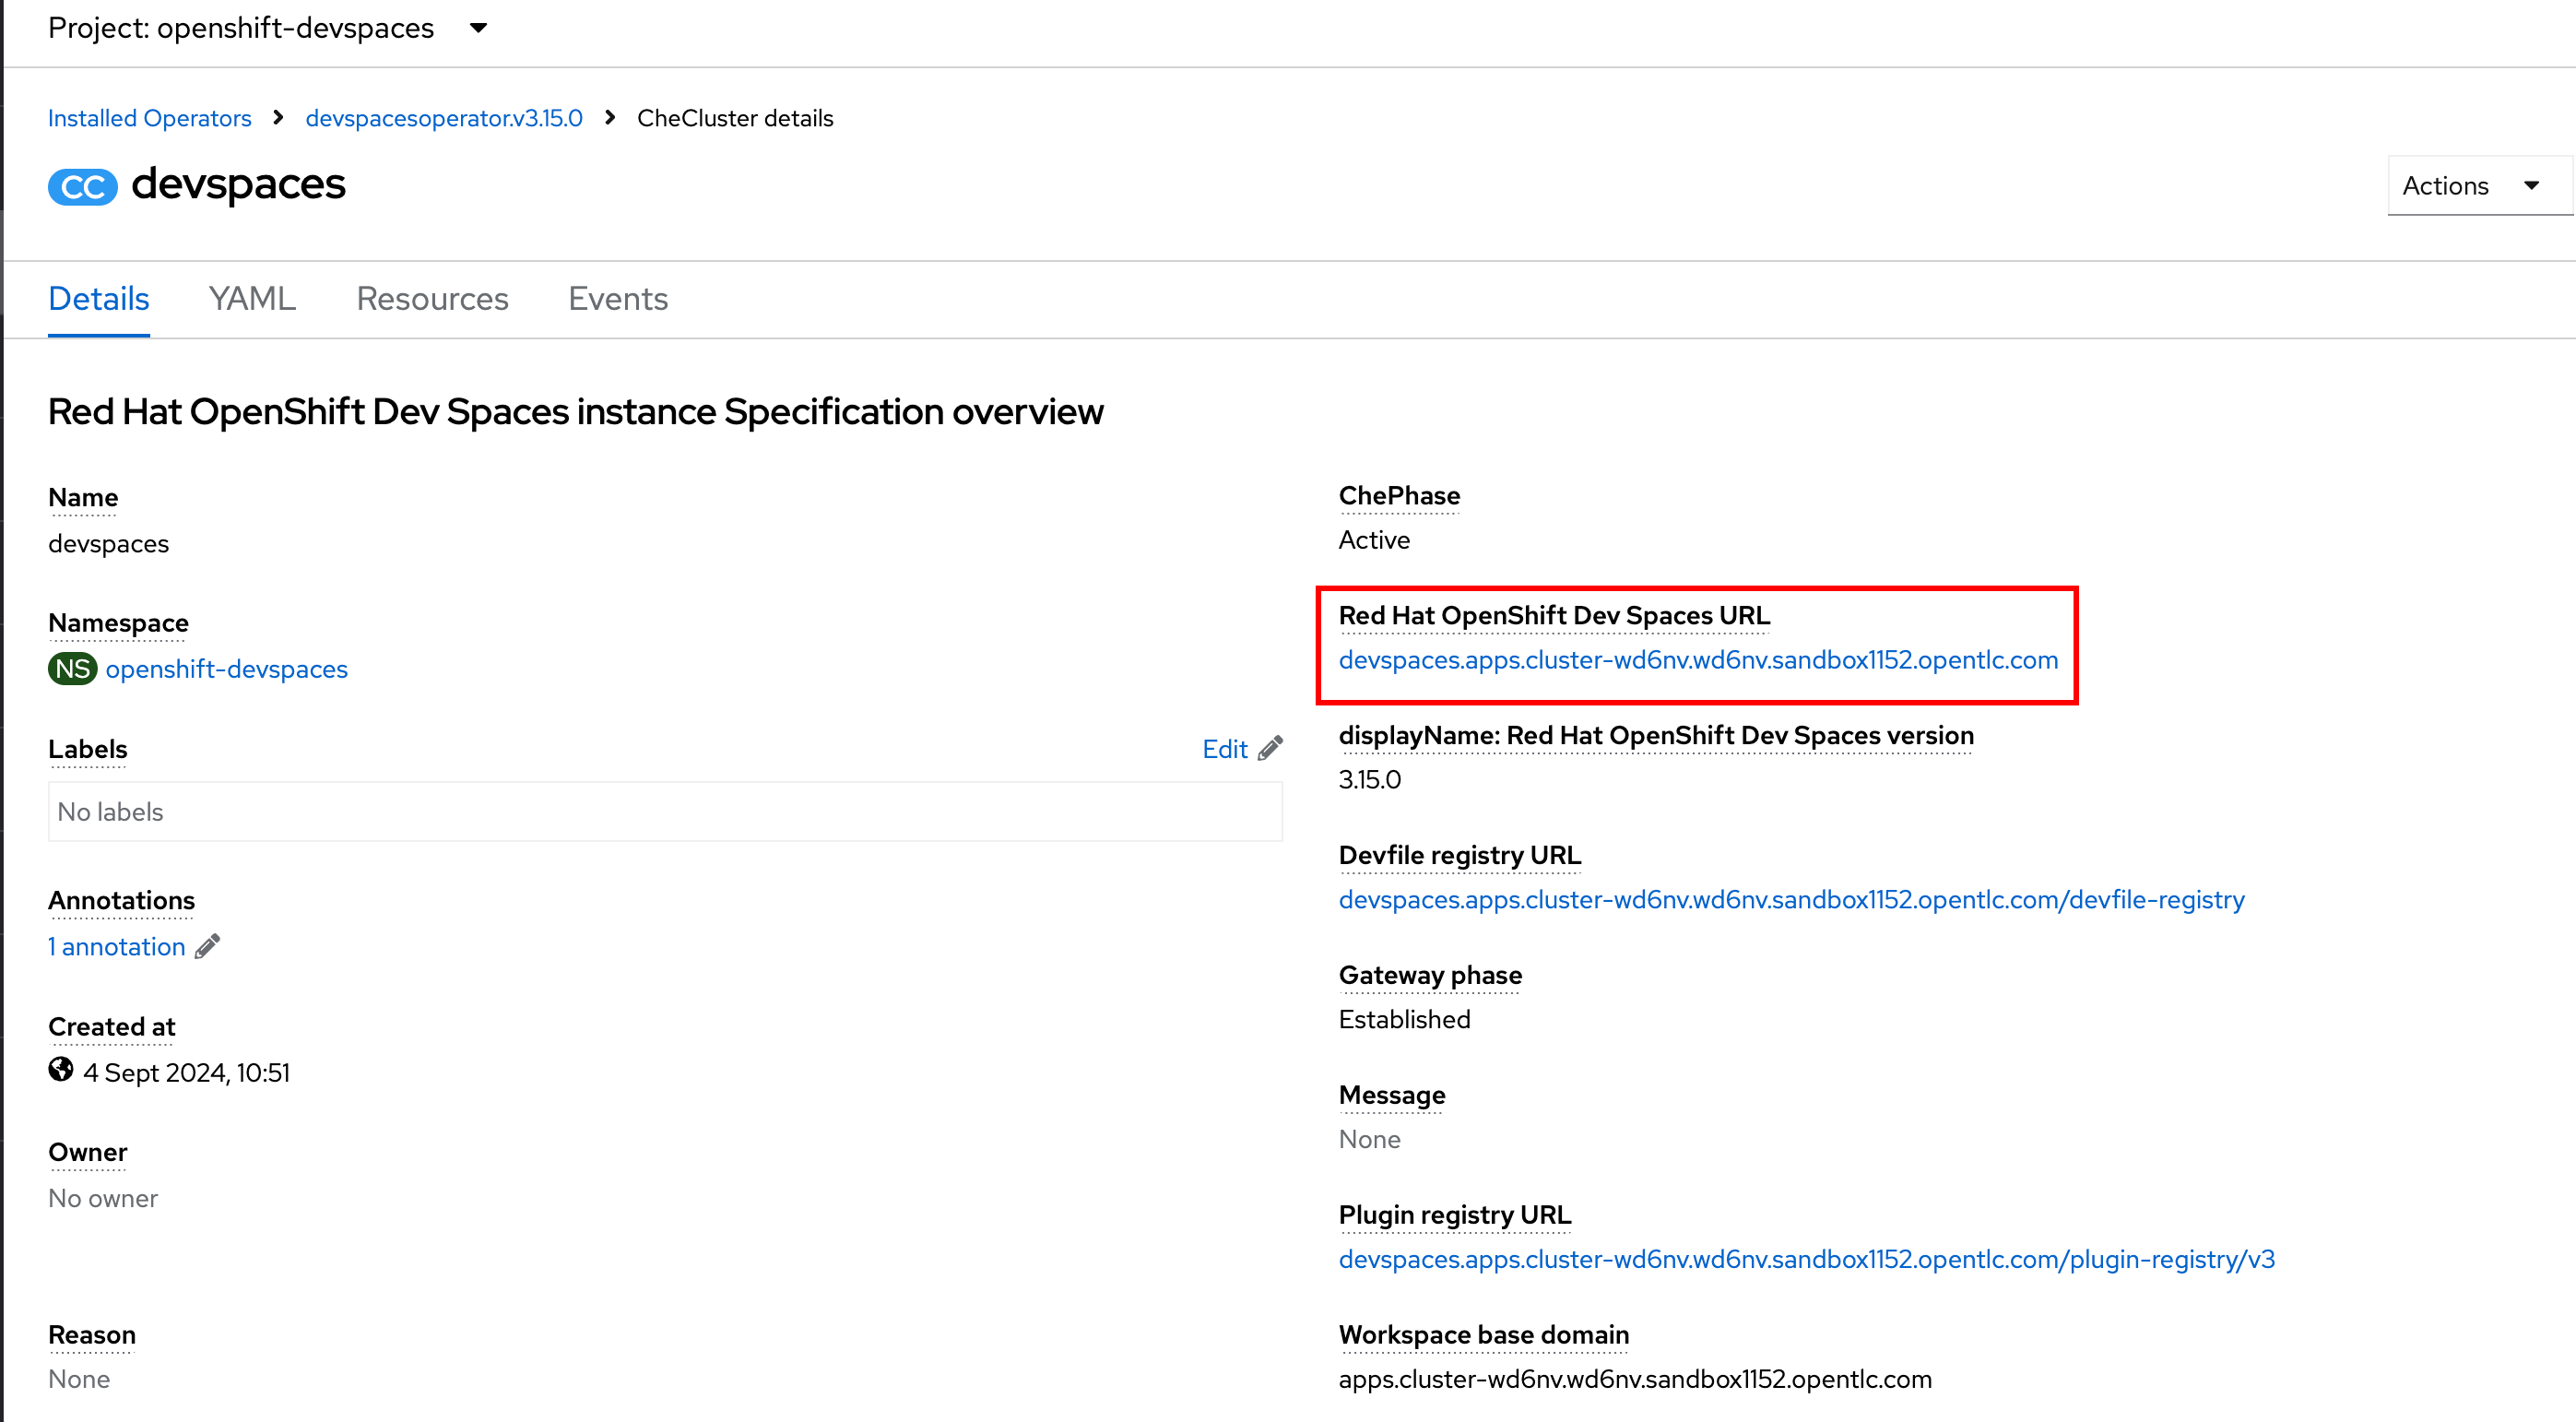 Project: openshift-devspaces
Installed Operators
devspacesoperator.v3.15.0
CheCluster details
CC devspaces
Actions
Details
YAML
Resources
Events
Red Hat OpenShift Dev Spaces instance Specification overview
Name
devspaces
Namespace
NS openshift-devspaces
Labels
Edit
No labels
Annotations
1 annotation
Created at
4 Sept 2024, 10:51
Owner
No owner
Reason
None
ChePhase
Active
Red Hat OpenShift Dev Spaces URL
devspaces.apps.cluster-wd6nv.wd6nv.sandbox1152.opentlc.com
displayName: Red Hat OpenShift Dev Spaces version
3.15.0
Devfile registry URL
devspaces.apps.cluster-wd6nv.wd6nv.sandbox1152.opentlc.com/devfile-registry
Gateway phase
Established
Message
None
Plugin registry URL
devspaces.apps.cluster-wd6nv.wd6nv.sandbox1152.opentlc.com/plugin-registry/v3
Workspace base domain
apps.cluster-wd6nv.wd6nv.sandbox1152.opentlc.com